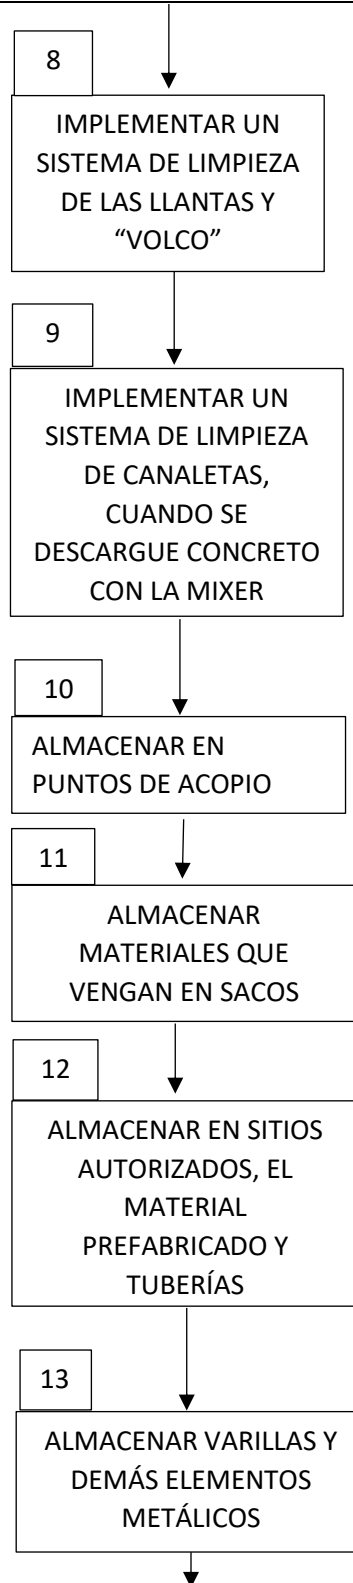 8
IMPLEMENTAR UN
SISTEMA DE LIMPIEZA
DE LAS LLANTAS Y
“VOLCO”
9
IMPLEMENTAR UN
SISTEMA DE LIMPIEZA
DE CANALETAS,
CUANDO SE
DESCARGUE CONCRETO
CON LA MIXER
10
ALMACENAR EN
PUNTOS DE ACOPIO
11
ALMACENAR
MATERIALES QUE
VENGAN EN SACOS
12
ALMACENAR EN SITIOS
AUTORIZADOS, EL
MATERIAL
PREFABRICADO Y
TUBERÍAS
13
ALMACENAR VARILLAS Y
DEMÁS ELEMENTOS
METÁLICOS